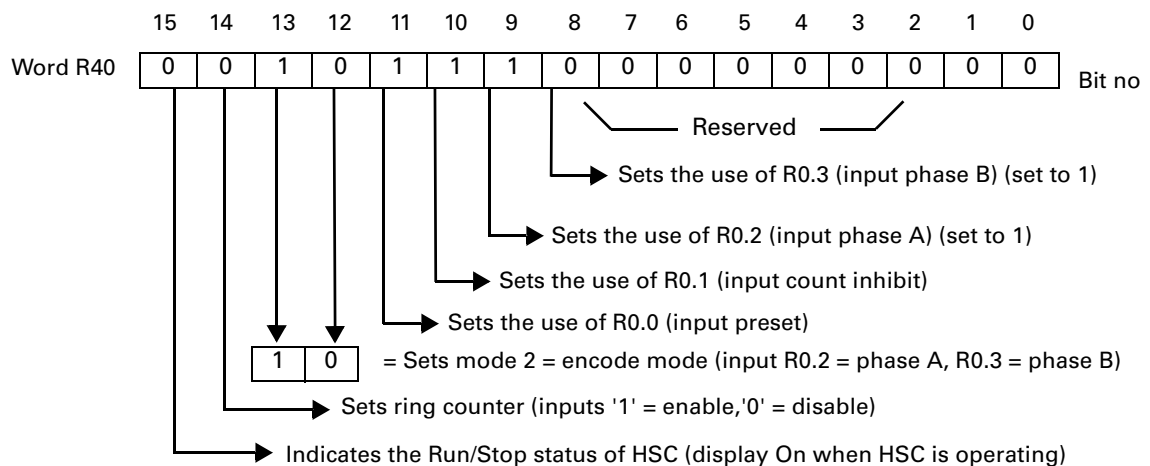 15 14 13 12 11 10 9 8 7 6 5 4 3 2 1 0
Word R40 0 0 1 0 1 1 1 0 0 0 0 0 0 0 0 0 Bit no
Reserved
Sets the use of R0.3 (input phase B) (set to 1)
Sets the use of R0.2 (input phase A) (set to 1)
Sets the use of R0.1 (input count inhibit)
Sets the use of R0.0 (input preset)
1 0 = Sets mode 2 = encode mode (input R0.2 = phase A, R0.3 = phase B)
Sets ring counter (inputs '1' = enable,'0' = disable)
Indicates the Run/Stop status of HSC (display On when HSC is operating)